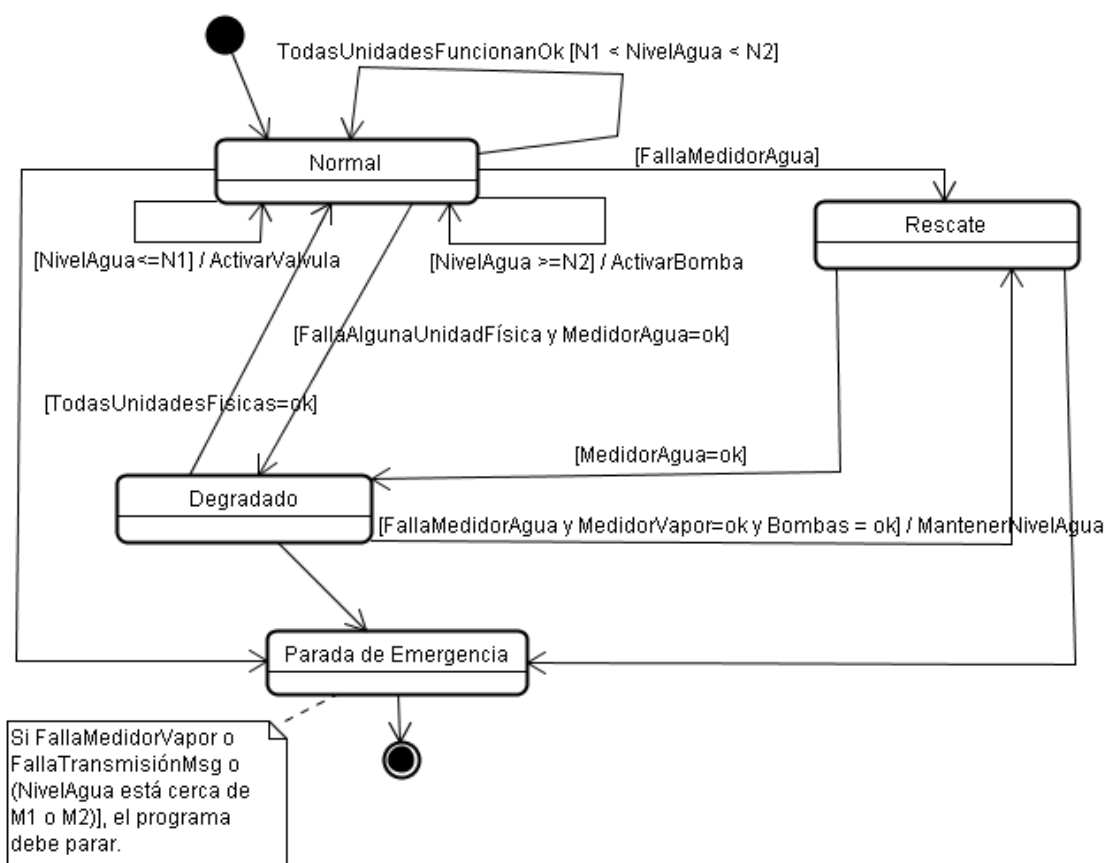 TodasUnidadesFuncionanOk [N1 < NivelAgua < N2]
Normal
[FallaMedidorAgua]
Rescate
[NivelAgua<=N1] / ActivarValvula
[NivelAgua >=N2] / ActivarBomba
[FallaAlgunaUnidadFísica y MedidorAgua=ok]
[TodasUnidadesFisicas=ok]
[MedidorAgua=ok]
Degradado
[FallaMedidorAgua y MedidorVapor=ok y Bombas = ok] / MantenerNivelAgua
Parada de Emergencia
Si FallaMedidorVapor o
FallaTransmisiónMsg o
(NivelAgua está cerca de
M1 o M2)], el programa
debe parar.